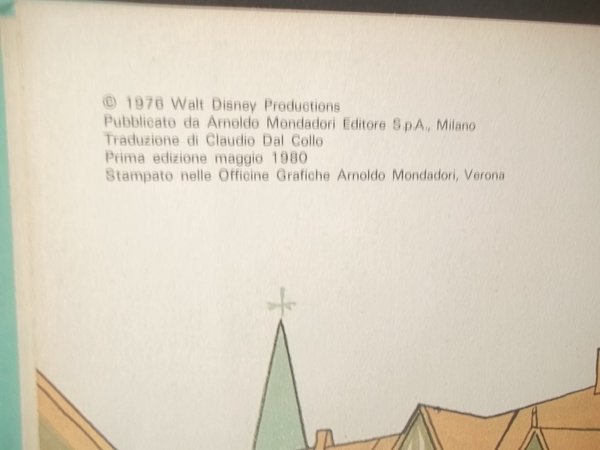 © 1976 Walt Disney Productions
Pubblicato da Arnoldo Mondadori Editore S.p.A., Milano
Traduzione di Claudio Dal Collo
Prima edizione maggio 1980
Stampato nelle Officine Grafiche Arnoldo Mondadori, Verona